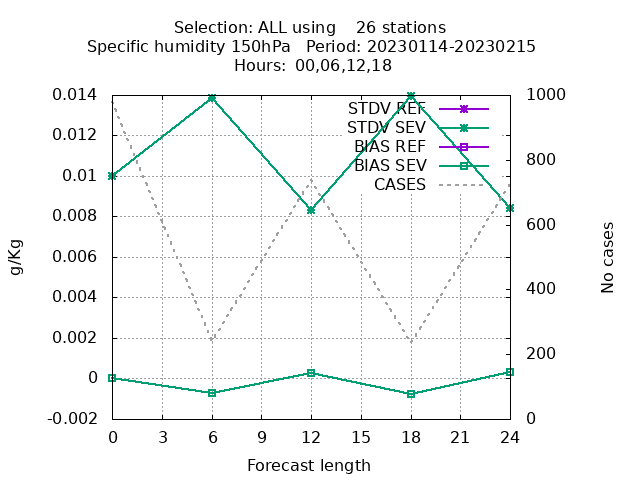 Selection: ALL using    26 stations
Specific humidity 150hPa   Period: 20230114-20230215
Hours: 00,06,12,18
STDV REF
STDV SEV
BIAS REF
BIAS SEV
CASES
0.014
0.012
0.01
0.008
0.006
0.004
0.002
0
-0.002
g/Kg
1000
800
600
400
200
0
No cases
0 3 6 9 12 15 18 21 24
Forecast length